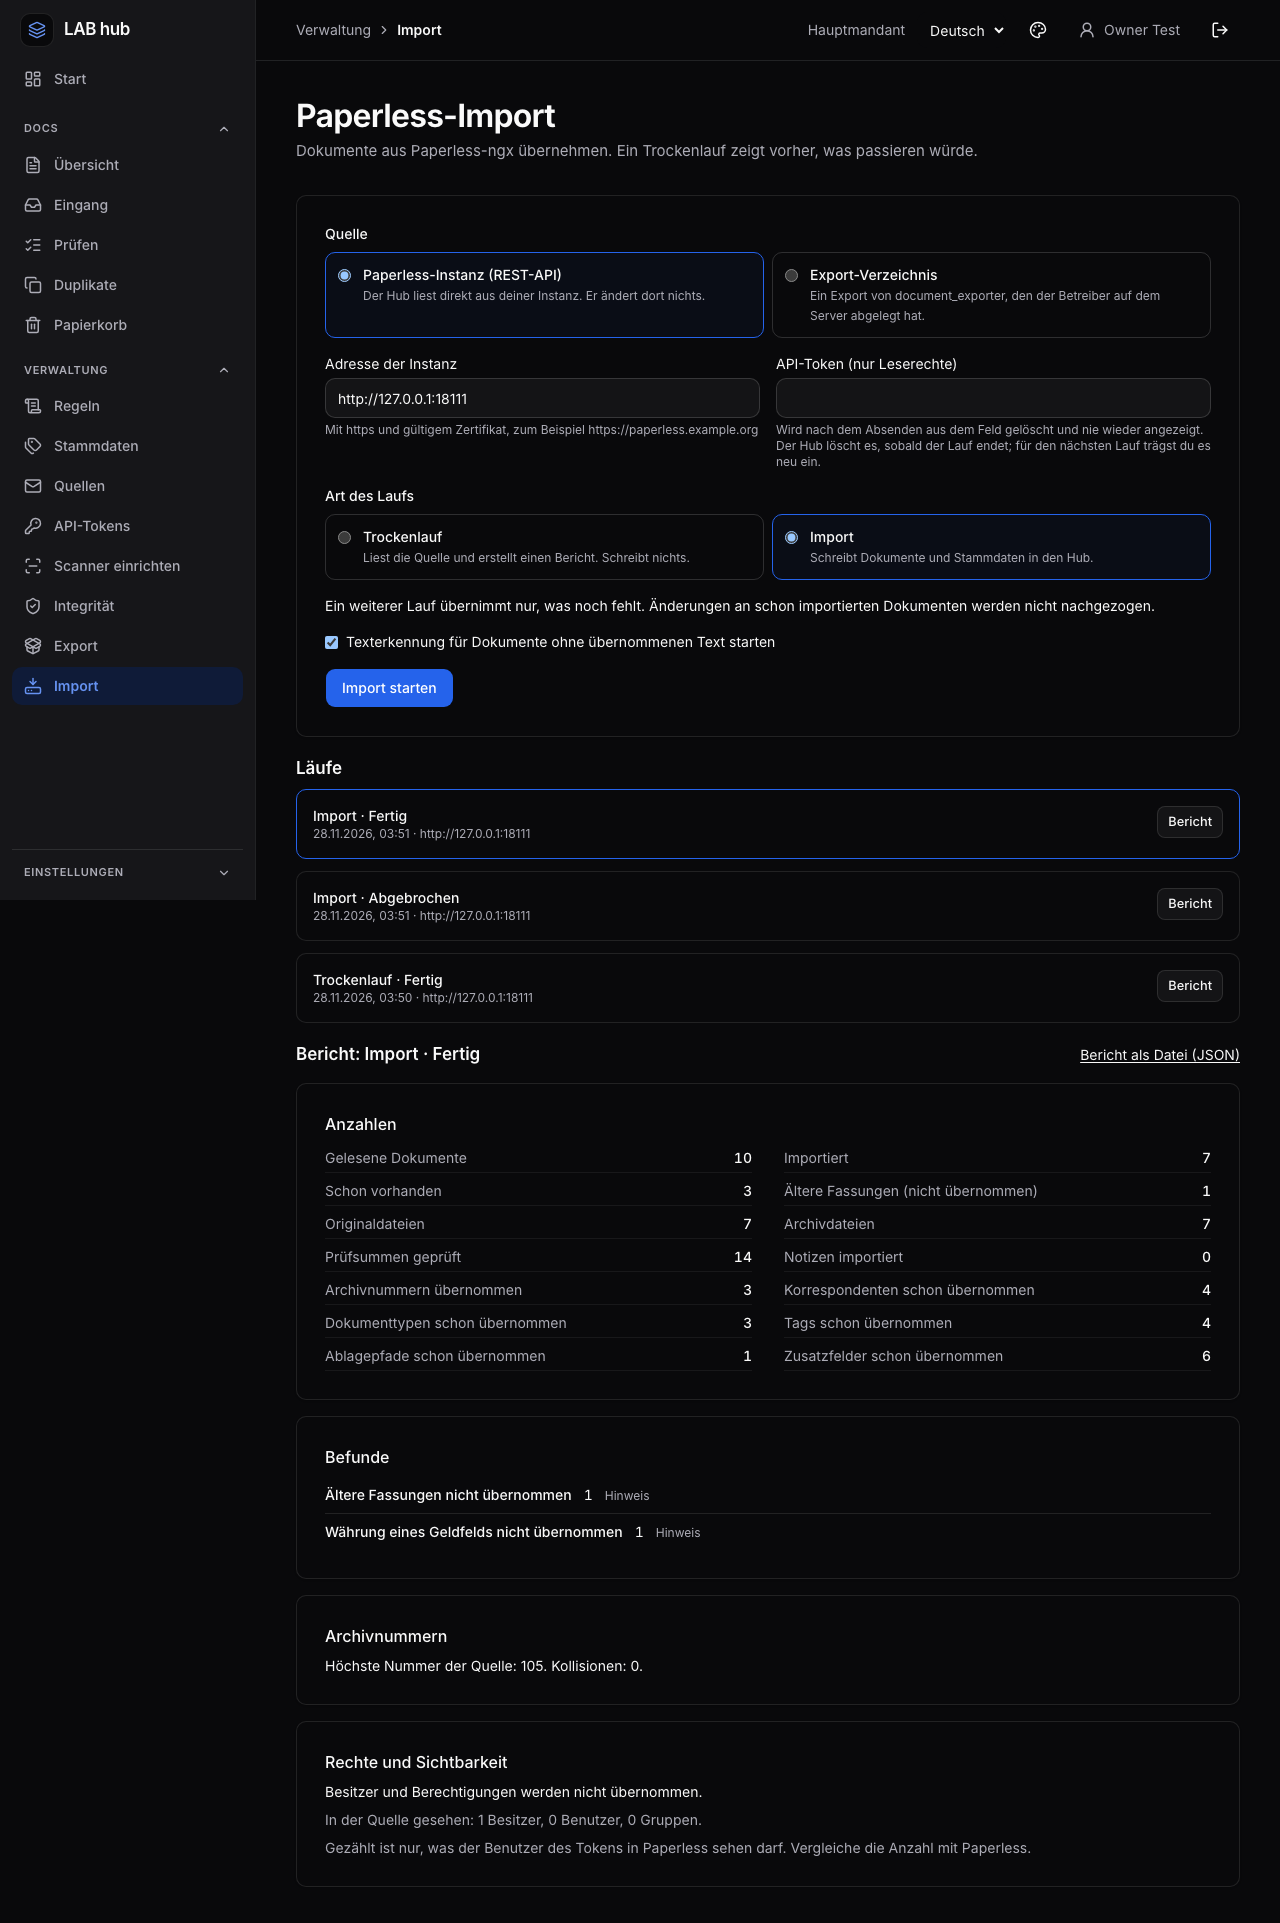 LAB hub
Start
DOCS
Übersicht
Eingang
Prüfen
Duplikate
Papierkorb
VERWALTUNG
Regeln
Stammdaten
Quellen
API-Tokens
Scanner einrichten
Integrität
Export
Import
EINSTELLUNGEN
Verwaltung > Import
Hauptmandant Deutsch Owner Test
Paperless-Import
Dokumente aus Paperless-ngx übernehmen. Ein Trockenlauf zeigt vorher, was passieren würde.
Quelle
Paperless-Instanz (REST-API)
Der Hub liest direkt aus deiner Instanz. Er ändert dort nichts.
Export-Verzeichnis
Ein Export von document_exporter, den der Betreiber auf dem
Server abgelegt hat.
Adresse der Instanz
http://127.0.0.1:18111
Mit https und gültigem Zertifikat, zum Beispiel https://paperless.example.org
API-Token (nur Leserechte)
Wird nach dem Absenden aus dem Feld gelöscht und nie wieder angezeigt.
Der Hub löscht es, sobald der Lauf endet; für den nächsten Lauf trägst du es
neu ein.
Art des Laufs
Trockenlauf
Liest die Quelle und erstellt einen Bericht. Schreibt nichts.
Import
Schreibt Dokumente und Stammdaten in den Hub.
Ein weiterer Lauf übernimmt nur, was noch fehlt. Änderungen an schon importierten Dokumenten werden nicht nachgezogen.
Texterkennung für Dokumente ohne übernommenen Text starten
Import starten
Läufe
Import · Fertig
28.11.2026, 03:51 · http://127.0.0.1:18111
Bericht
Import · Abgebrochen
28.11.2026, 03:51 · http://127.0.0.1:18111
Bericht
Trockenlauf · Fertig
28.11.2026, 03:50 · http://127.0.0.1:18111
Bericht
Bericht: Import · Fertig
Bericht als Datei (JSON)
Anzahlen
Gelesene Dokumente 10
Importiert 7
Schon vorhanden 3
Ältere Fassungen (nicht übernommen) 1
Originaldateien 7
Archivdateien 7
Prüfsummen geprüft 14
Notizen importiert 0
Archivnummern übernommen 3
Korrespondenten schon übernommen 4
Dokumenttypen schon übernommen 3
Tags schon übernommen 4
Ablagepfade schon übernommen 1
Zusatzfelder schon übernommen 6
Befunde
Ältere Fassungen nicht übernommen 1 Hinweis
Währung eines Geldfelds nicht übernommen 1 Hinweis
Archivnummern
Höchste Nummer der Quelle: 105. Kollisionen: 0.
Rechte und Sichtbarkeit
Besitzer und Berechtigungen werden nicht übernommen.
In der Quelle gesehen: 1 Besitzer, 0 Benutzer, 0 Gruppen.
Gezählt ist nur, was der Benutzer des Tokens in Paperless sehen darf. Vergleiche die Anzahl mit Paperless.